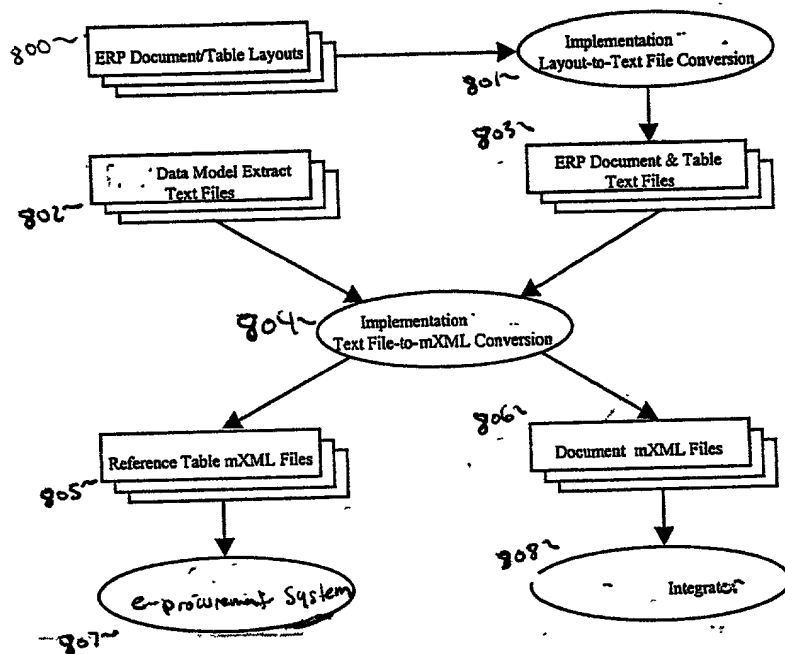 800~
ERP Document/Table Layouts
Implementation
Layout-to-Text File Conversion
801~
803~
Data Model Extract
Text Files
802~
ERP Document & Table
Text Files
804~
Implementation
Text File-to-mXML Conversion
806~
Reference Table mXML Files
805~
Document mXML Files
808~
e-procurement System
Integrator
807~